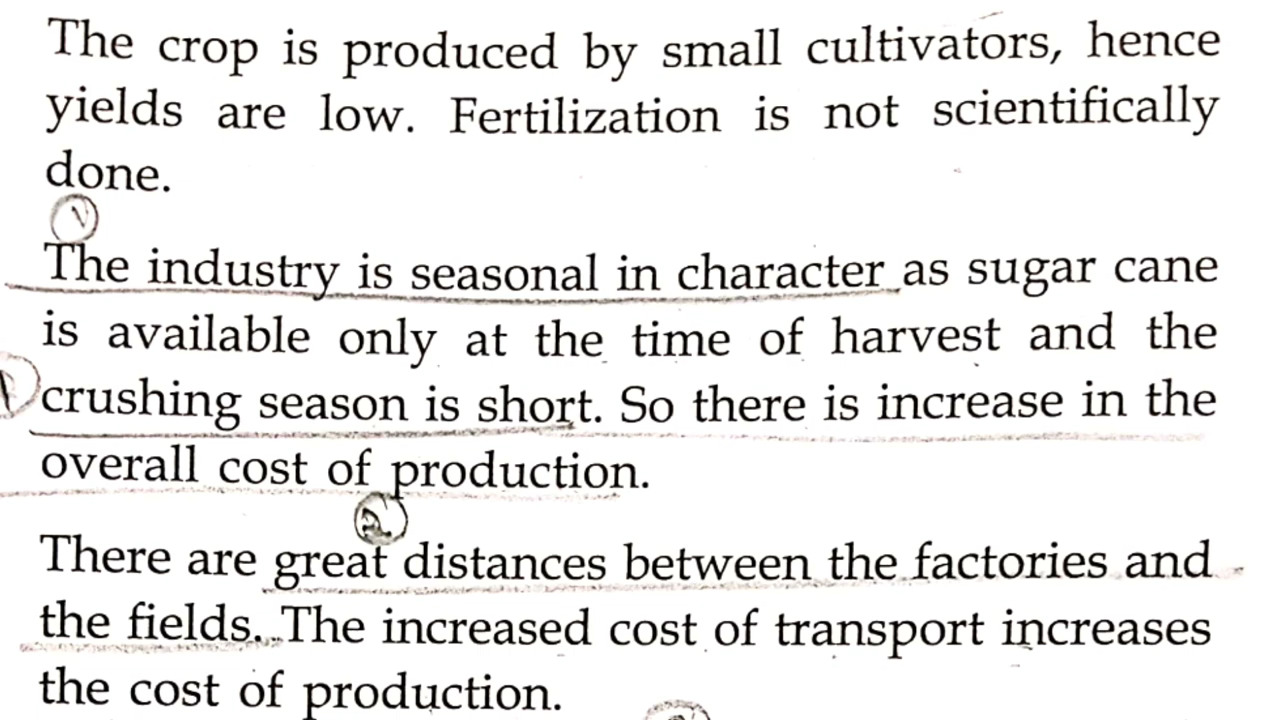 The crop is produced by small cultivators, hence
yields are low. Fertilization is not scientifically
done.
The industry is seasonal in character as sugar cane
is available only at the time of harvest and the
crushing season is short. So there is increase in the
overall cost of production.
There are great distances between the factories and
the fields. The increased cost of transport increases
the cost of production.